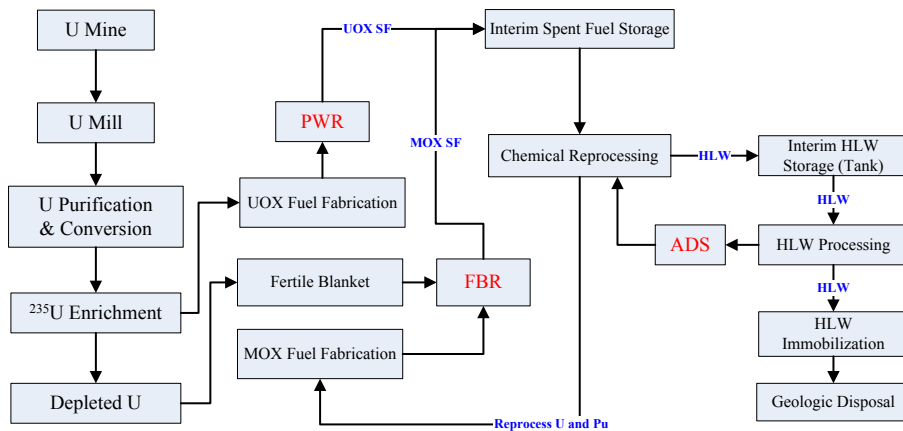 U Mine
U Mill
U Purification
& Conversion
²³⁵U Enrichment
Depleted U
UOX SF
PWR
UOX Fuel Fabrication
Fertile Blanket
MOX Fuel Fabrication
MOX SF
FBR
Interim Spent Fuel Storage
Chemical Reprocessing
HLW
Interim HLW
Storage (Tank)
HLW
ADS
HLW Processing
HLW
HLW
Immobilization
Geologic Disposal
Reprocess U and Pu